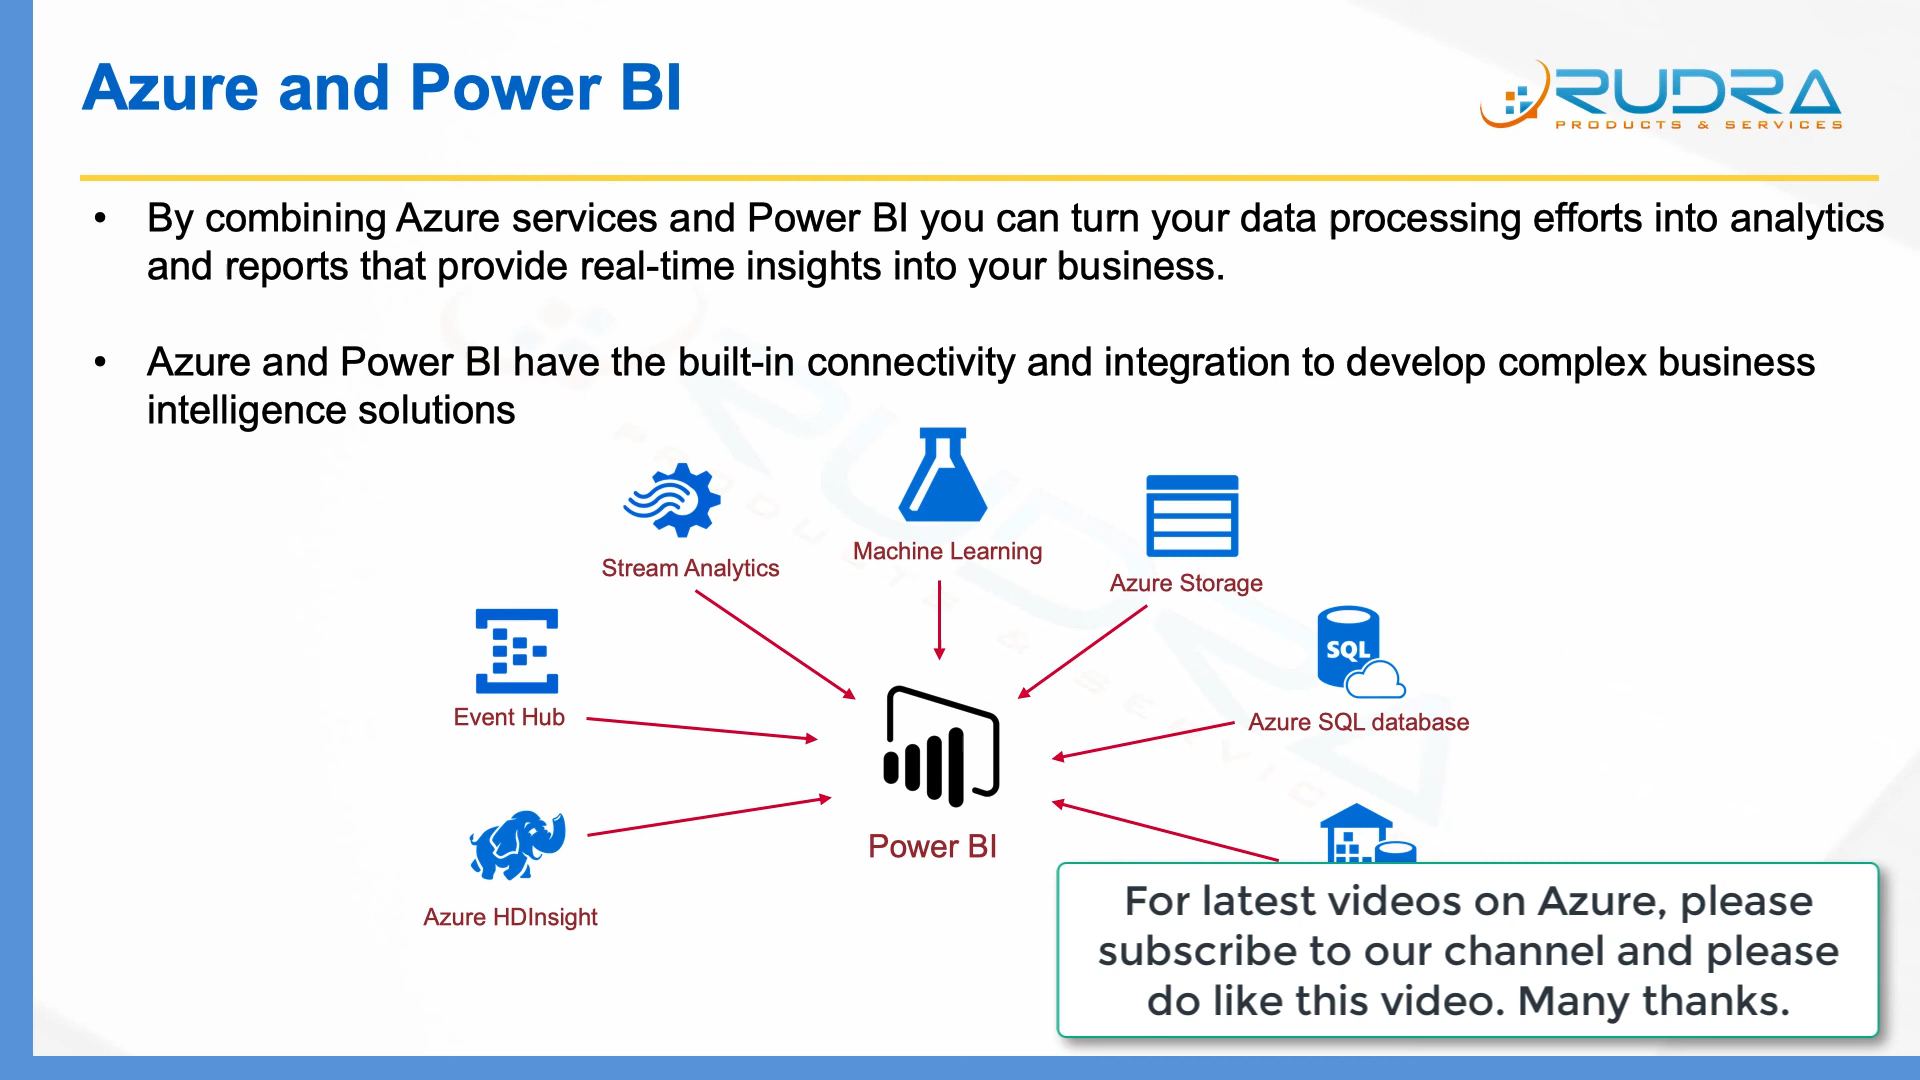 Azure and Power BI
RUDRA
PRODUCTS & SERVICES
• By combining Azure services and Power BI you can turn your data processing efforts into analytics
and reports that provide real-time insights into your business.
• Azure and Power BI have the built-in connectivity and integration to develop complex business
intelligence solutions
Machine Learning
Stream Analytics
Azure Storage
SQL
Event Hub
Azure SQL database
Power BI
Azure HDInsight
For latest videos on Azure, please
subscribe to our channel and please
do like this video. Many thanks.